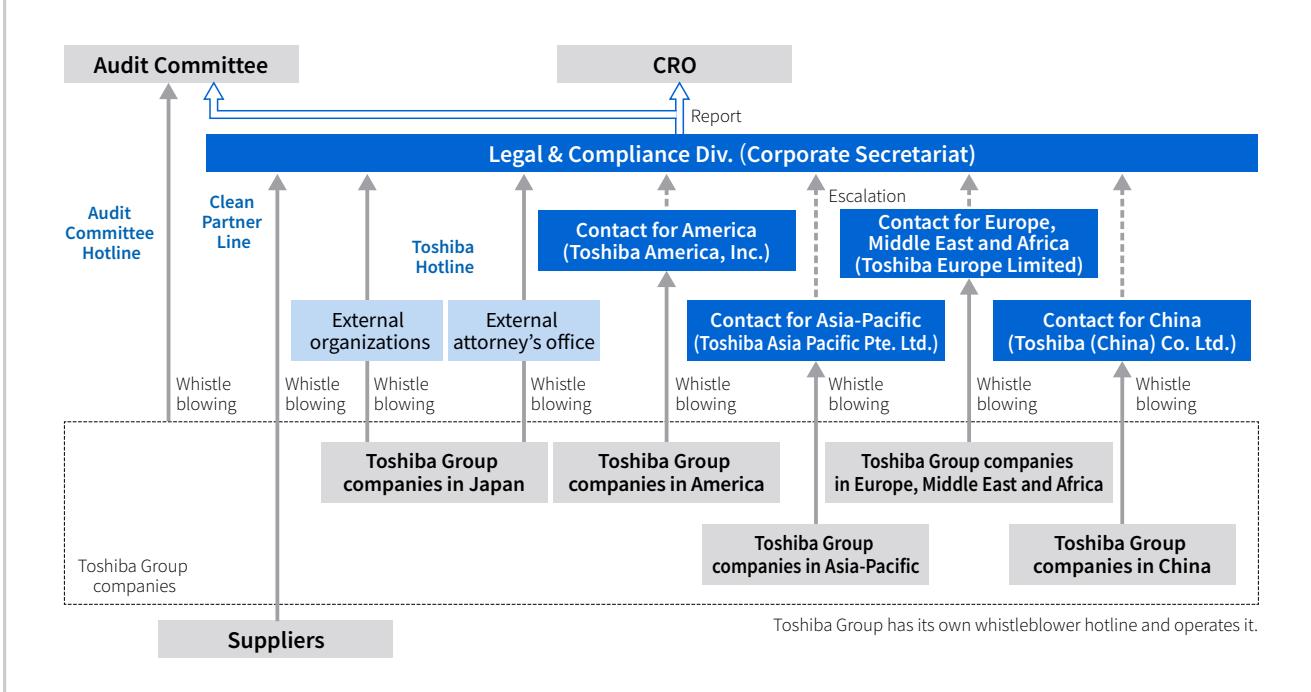 Audit Committee
CRO
Report
Legal & Compliance Div. (Corporate Secretariat)
Audit
Committee
Hotline
Clean
Partner
Line
Toshiba
Hotline
Escalation
Contact for America
(Toshiba America, Inc.)
Contact for Europe,
Middle East and Africa
(Toshiba Europe Limited)
External
organizations
External
attorney’s office
Contact for Asia-Pacific
(Toshiba Asia Pacific Pte. Ltd.)
Contact for China
(Toshiba (China) Co. Ltd.)
Whistle
blowing
Whistle
blowing
Whistle
blowing
Whistle
blowing
Whistle
blowing
Whistle
blowing
Whistle
blowing
Whistle
blowing
Toshiba Group
companies in Japan
Toshiba Group
companies in America
Toshiba Group companies
in Europe, Middle East and Africa
Toshiba Group
companies in Asia-Pacific
Toshiba Group
companies in China
Toshiba Group
companies
Suppliers
Toshiba Group has its own whistleblower hotline and operates it.